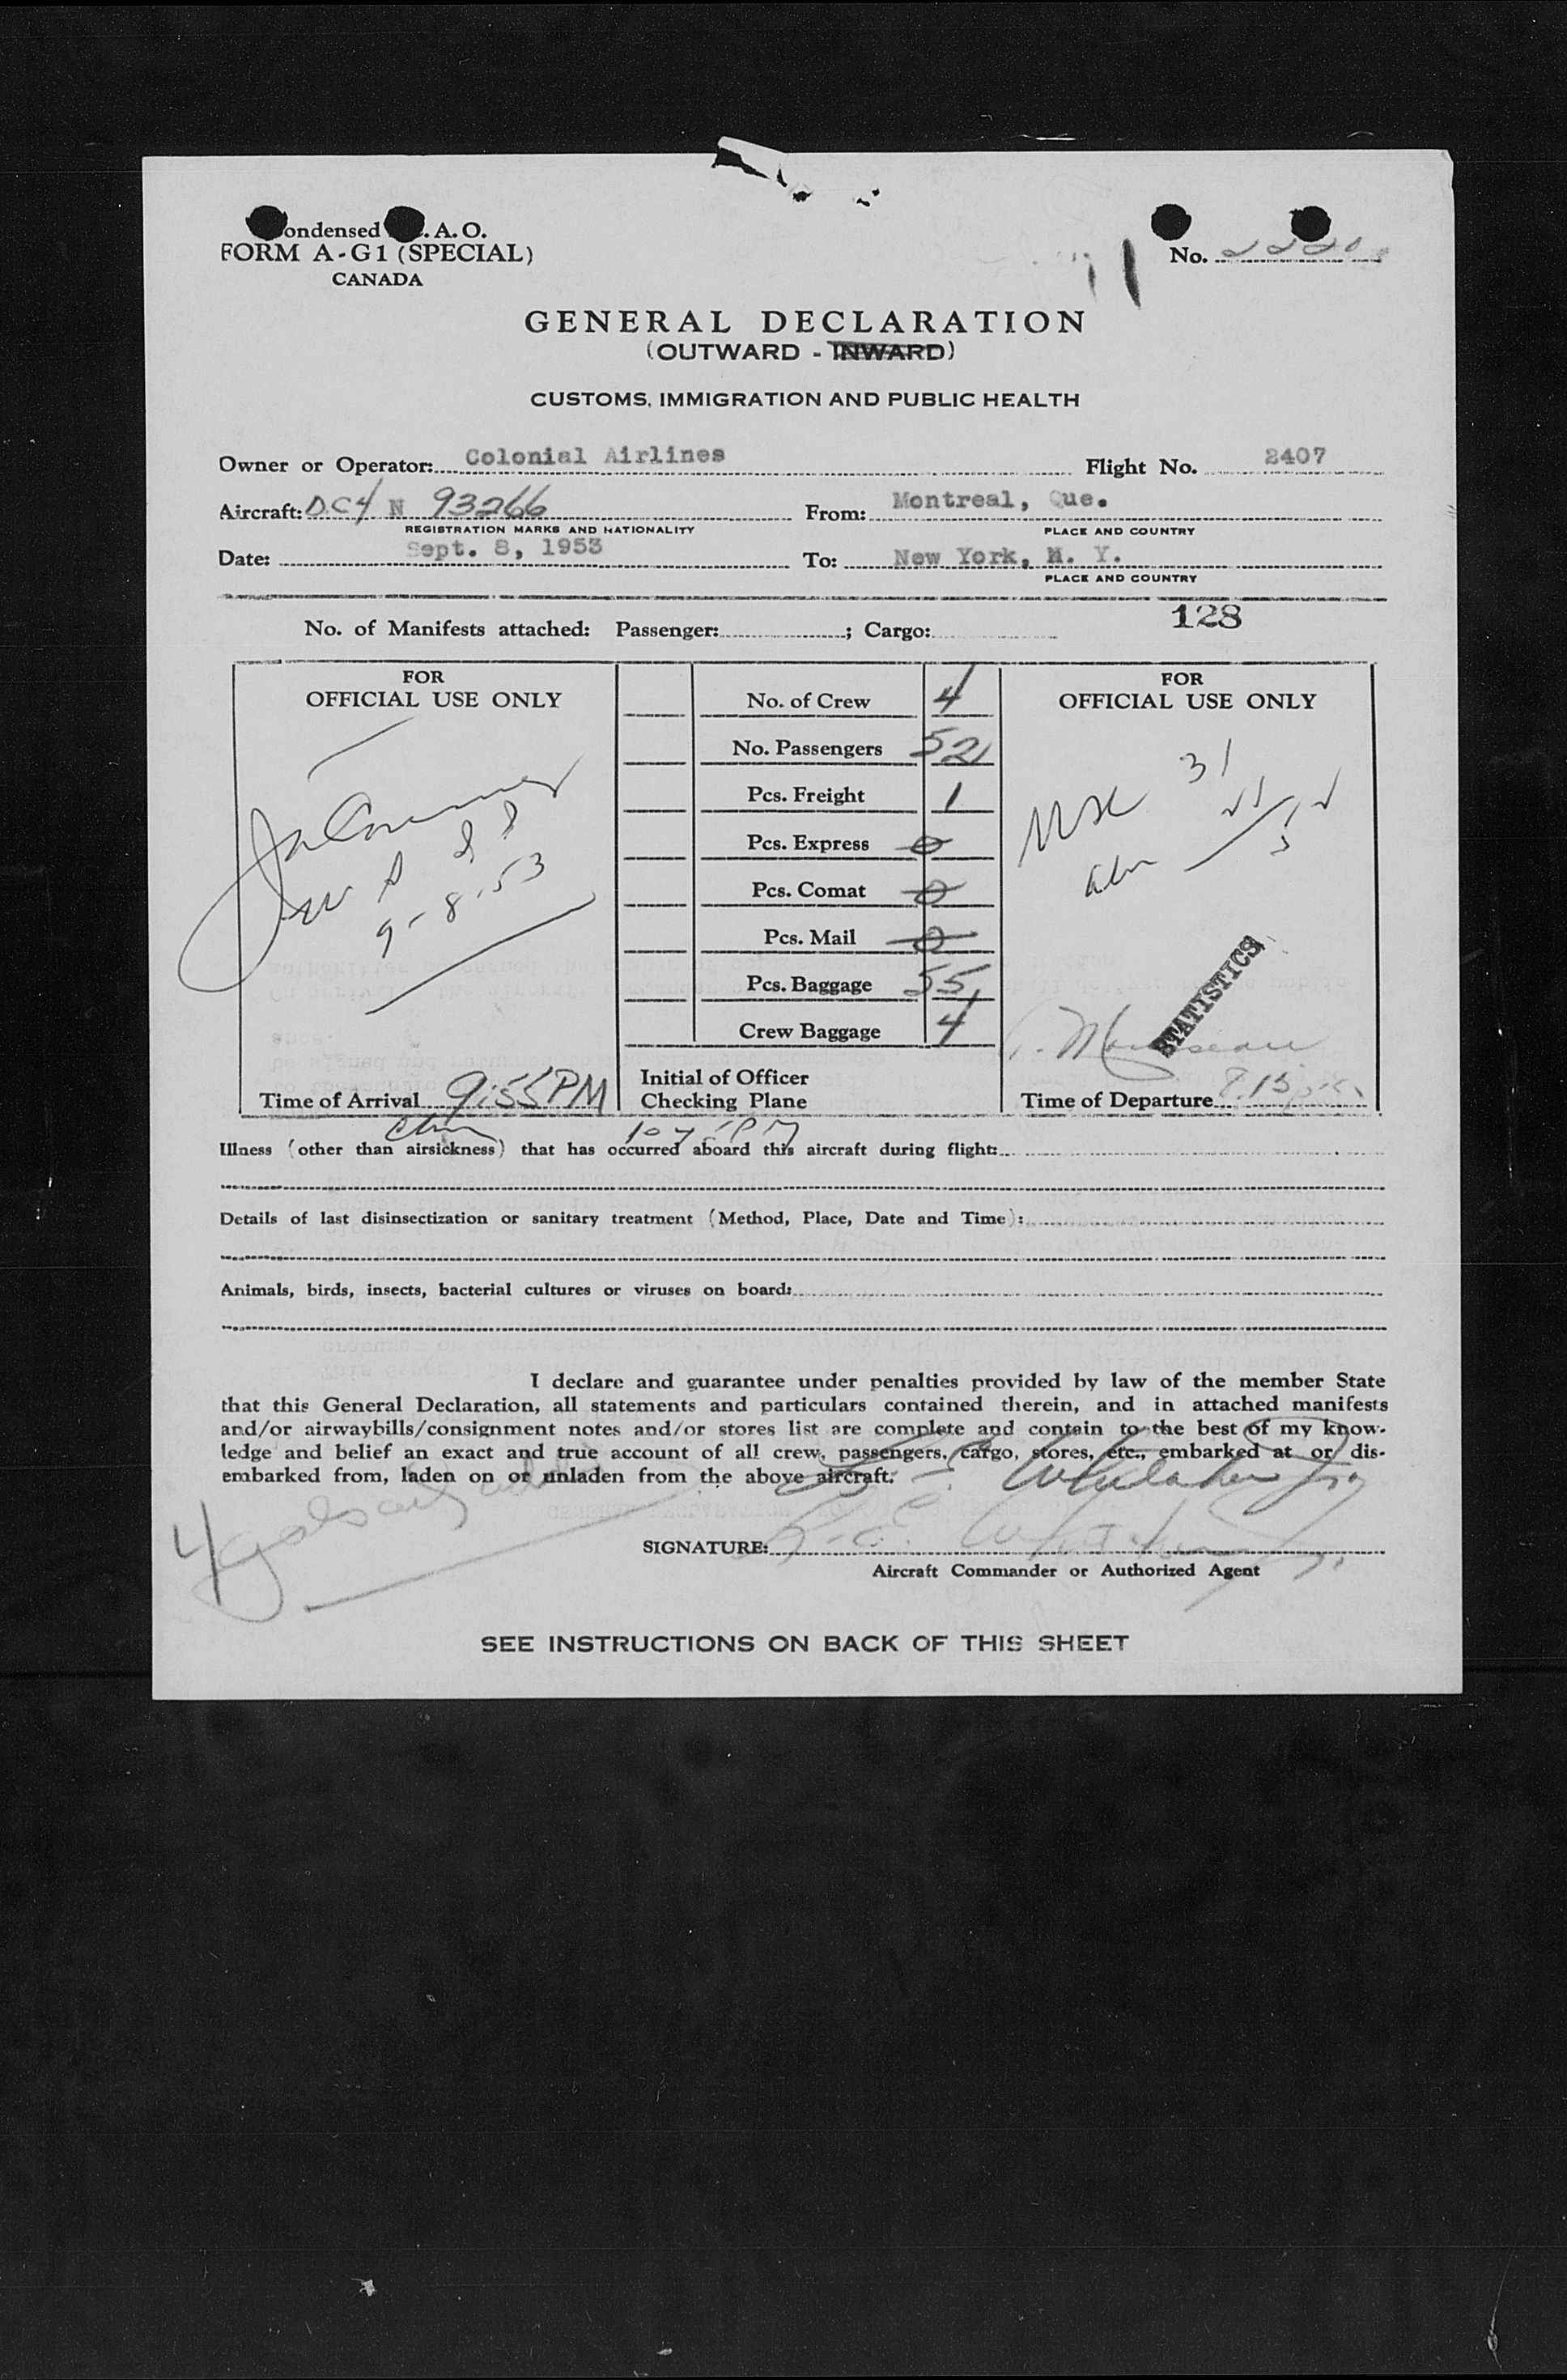 ondensed .A.O.
FORM A-G1 (SPECIAL)
CANADA
No. 2220
GENERAL DECLARATION
(OUTWARD - INWARD)
CUSTOMS, IMMIGRATION AND PUBLIC HEALTH
Owner or Operator: Colonial Airlines Flight No. 2407
Aircraft: DC4 N 93266 From: Montreal, Que.
REGISTRATION MARKS AND NATIONALITY PLACE AND COUNTRY
Date: Sept. 8, 1953 To: New York, N. Y.
PLACE AND COUNTRY
128
No. of Manifests attached: Passenger: ; Cargo:
FOR
OFFICIAL USE ONLY
9-8-53
Time of Arrival 9:55PM
No. of Crew 4
No. Passengers 52
Pcs. Freight 1
Pcs. Express 0
Pcs. Comat 0
Pcs. Mail 0
Pcs. Baggage 55
Crew Baggage 4
Initial of Officer
Checking Plane
FOR
OFFICIAL USE ONLY
USC 31
alien 21
52
STATISTICS
Time of Departure 8.15
Illness (other than airsickness) that has occurred aboard this aircraft during flight:
Details of last disinsectization or sanitary treatment (Method, Place, Date and Time):
Animals, birds, insects, bacterial cultures or viruses on board:
I declare and guarantee under penalties provided by law of the member State
that this General Declaration, all statements and particulars contained therein, and in attached manifests
and/or airwaybills/consignment notes and/or stores list are complete and contain to the best of my know-
ledge and belief an exact and true account of all crew, passengers, cargo, stores, etc., embarked at or dis-
embarked from, laden on or unladen from the above aircraft.
4
SIGNATURE:
Aircraft Commander or Authorized Agent
SEE INSTRUCTIONS ON BACK OF THIS SHEET